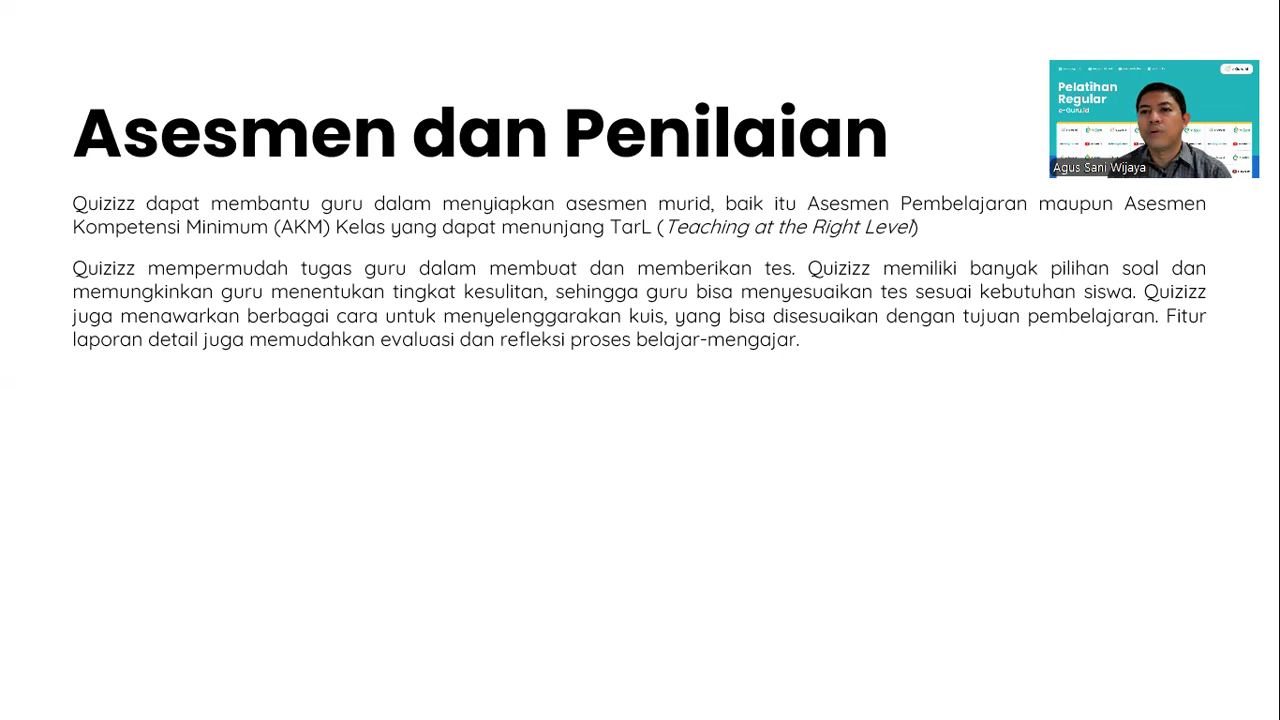 Asesmen dan Penilaian
Quizizz dapat membantu guru dalam menyiapkan asesmen murid, baik itu Asesmen Pembelajaran maupun Asesmen
Kompetensi Minimum (AKM) Kelas yang dapat menunjang TarL (Teaching at the Right Level)
Quizizz mempermudah tugas guru dalam membuat dan memberikan tes. Quizizz memiliki banyak pilihan soal dan
memungkinkan guru menentukan tingkat kesulitan, sehingga guru bisa menyesuaikan tes sesuai kebutuhan siswa. Quizizz
juga menawarkan berbagai cara untuk menyelenggarakan kuis, yang bisa disesuaikan dengan tujuan pembelajaran. Fitur
laporan detail juga memudahkan evaluasi dan refleksi proses belajar-mengajar.
Pelatihan
Regular
e-Guru.id
Agus Sani Wijaya